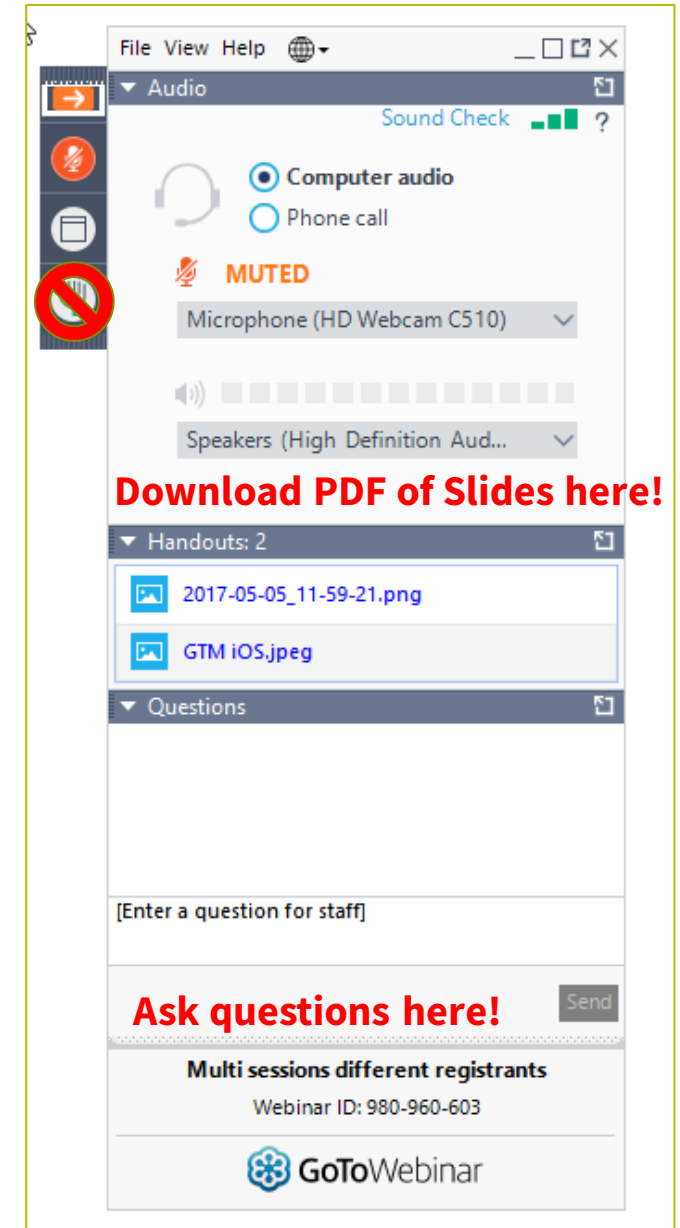 File View Help
Audio
Sound Check ?
Computer audio
Phone call
MUTED
Microphone (HD Webcam C510)
Speakers (High Definition Aud...
Download PDF of Slides here!
Handouts: 2
2017-05-05_11-59-21.png
GTM iOS.jpeg
Questions
[Enter a question for staff]
Ask questions here!
Send
Multi sessions different registrants
Webinar ID: 980-960-603
GoToWebinar